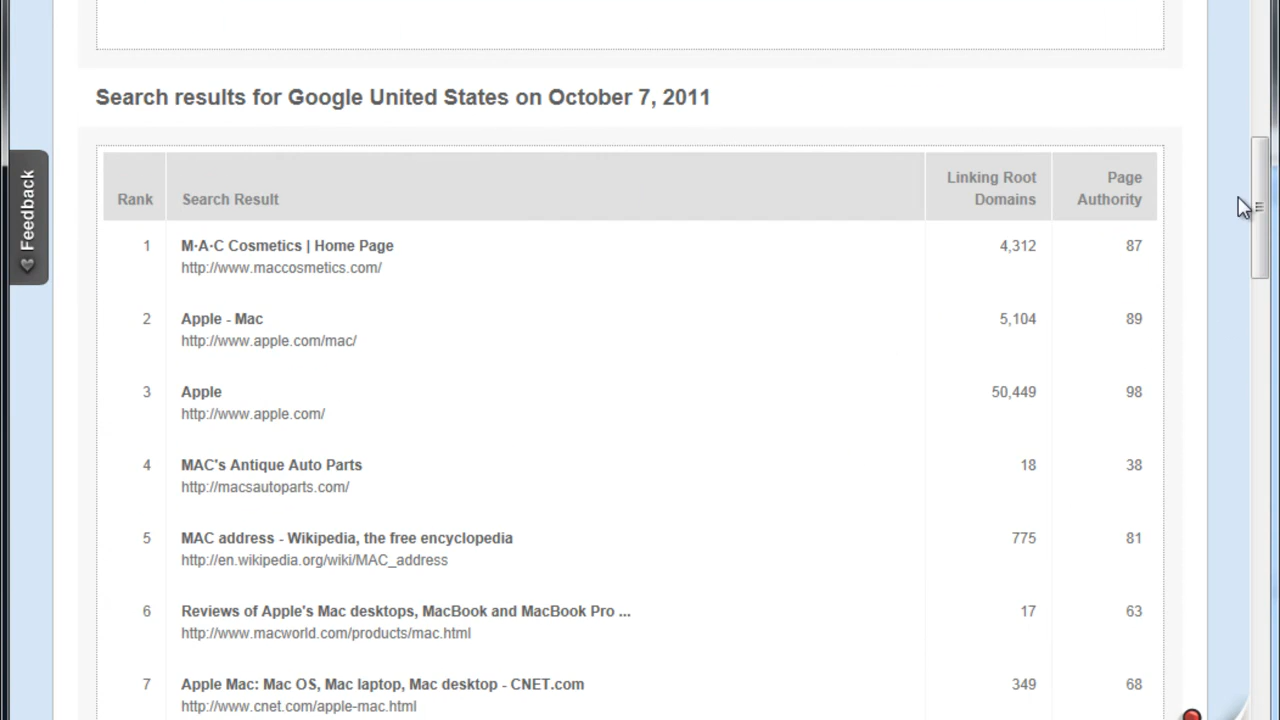 Search results for Google United States on October 7, 2011
Feedback
Rank Search Result Linking Root Domains Page Authority
1 M·A·C Cosmetics | Home Page 4,312 87
http://www.maccosmetics.com/
2 Apple - Mac 5,104 89
http://www.apple.com/mac/
3 Apple 50,449 98
http://www.apple.com/
4 MAC's Antique Auto Parts 18 38
http://macsautoparts.com/
5 MAC address - Wikipedia, the free encyclopedia 775 81
http://en.wikipedia.org/wiki/MAC_address
6 Reviews of Apple's Mac desktops, MacBook and MacBook Pro ... 17 63
http://www.macworld.com/products/mac.html
7 Apple Mac: Mac OS, Mac laptop, Mac desktop - CNET.com 349 68
http://www.cnet.com/apple-mac.html